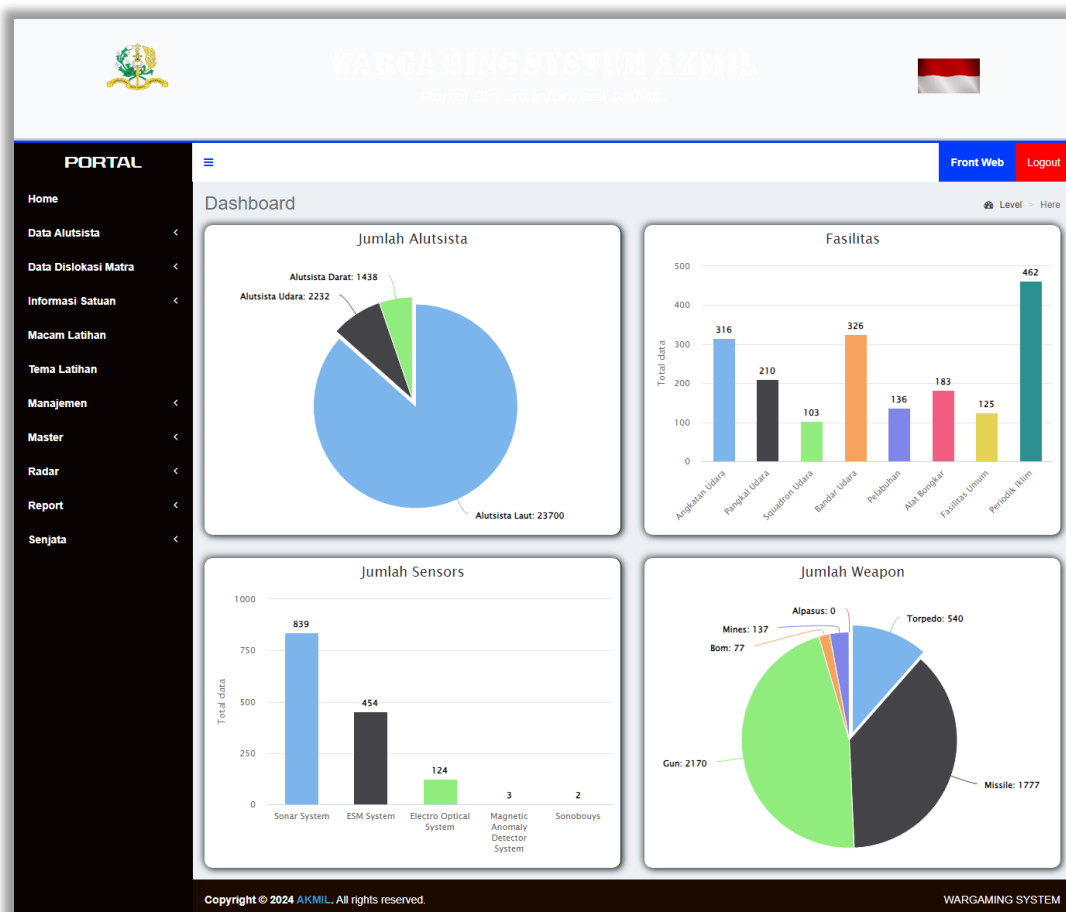 WARGAMING SYSTEM AKMIL
Portal Sistem Informasi AKMIL
PORTAL
Front Web
Logout
Home
Data Alutsista
Data Dislokasi Matra
Informasi Satuan
Macam Latihan
Tema Latihan
Manajemen
Master
Radar
Report
Senjata
Dashboard
Level > Here
Jumlah Alutsista
Alutsista Darat: 1438
Alutsista Udara: 2232
Alutsista Laut: 23700
Fasilitas
Total data
500
400
300
200
100
0
316
210
103
326
136
183
125
462
Angkatan Udara
Pangkal Udara
Squadron Udara
Bandar Udara
Pelabuhan
Alat Bongkar
Fasilitas Umum
Periodik Iklim
Jumlah Sensors
Total data
1000
750
500
250
0
839
454
124
3
2
Sonar System
ESM System
Electro Optical
System
Magnetic
Anomaly
Detector
System
Sonobouys
Jumlah Weapon
Alpasus: 0
Torpedo: 540
Mines: 137
Bom: 77
Gun: 2170
Missile: 1777
Copyright © 2024 AKMIL. All rights reserved.
WARGAMING SYSTEM